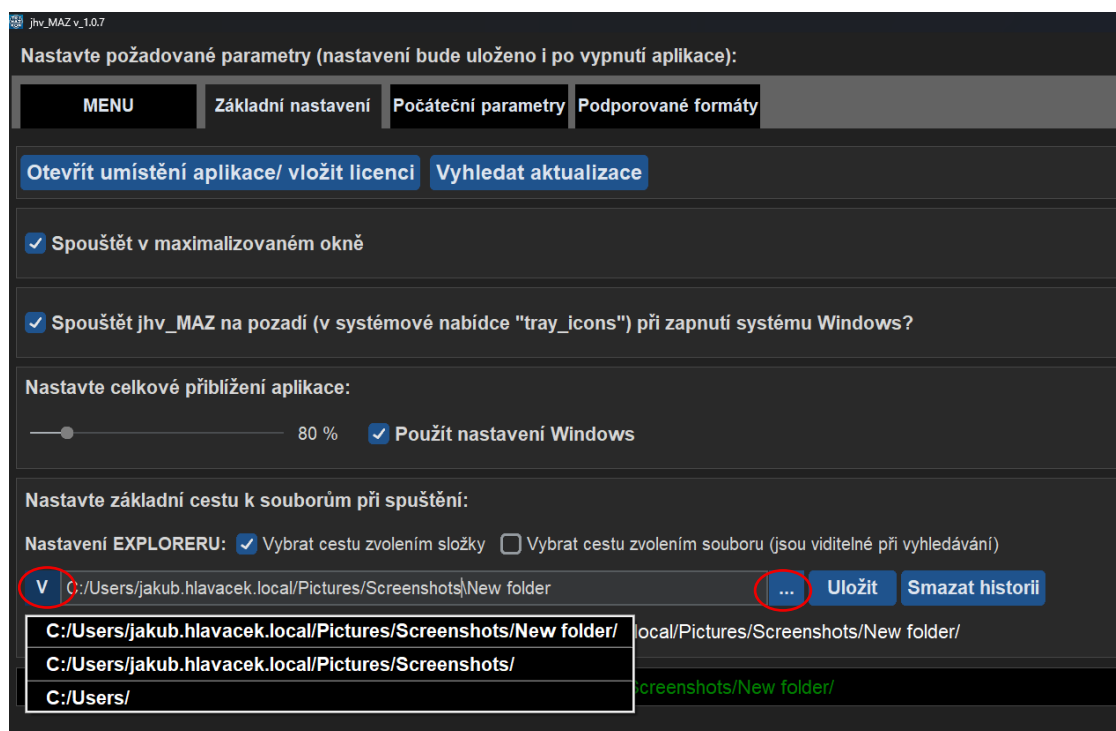 jhv_MAZ v_1.0.7
Nastavte požadované parametry (nastavení bude uloženo i po vypnutí aplikace):
MENU Základní nastavení Počáteční parametry Podporované formáty
Otevřít umístění aplikace/ vložit licenci Vyhledat aktualizace
Spouštět v maximalizovaném okně
Spouštět jhv_MAZ na pozadí (v systémové nabídce "tray_icons") při zapnutí systému Windows?
Nastavte celkové přiblížení aplikace:
80 % Použít nastavení Windows
Nastavte základní cestu k souborům při spuštění:
Nastavení EXPLORERU: Vybrat cestu zvolením složky Vybrat cestu zvolením souboru (jsou viditelné při vyhledávání)
V C:/Users/jakub.hlavacek.local/Pictures/Screenshots\New folder ... Uložit Smazat historii
C:/Users/jakub.hlavacek.local/Pictures/Screenshots/New folder/ local/Pictures/Screenshots/New folder/
C:/Users/jakub.hlavacek.local/Pictures/Screenshots/
C:/Users/ Screenshots/New folder/